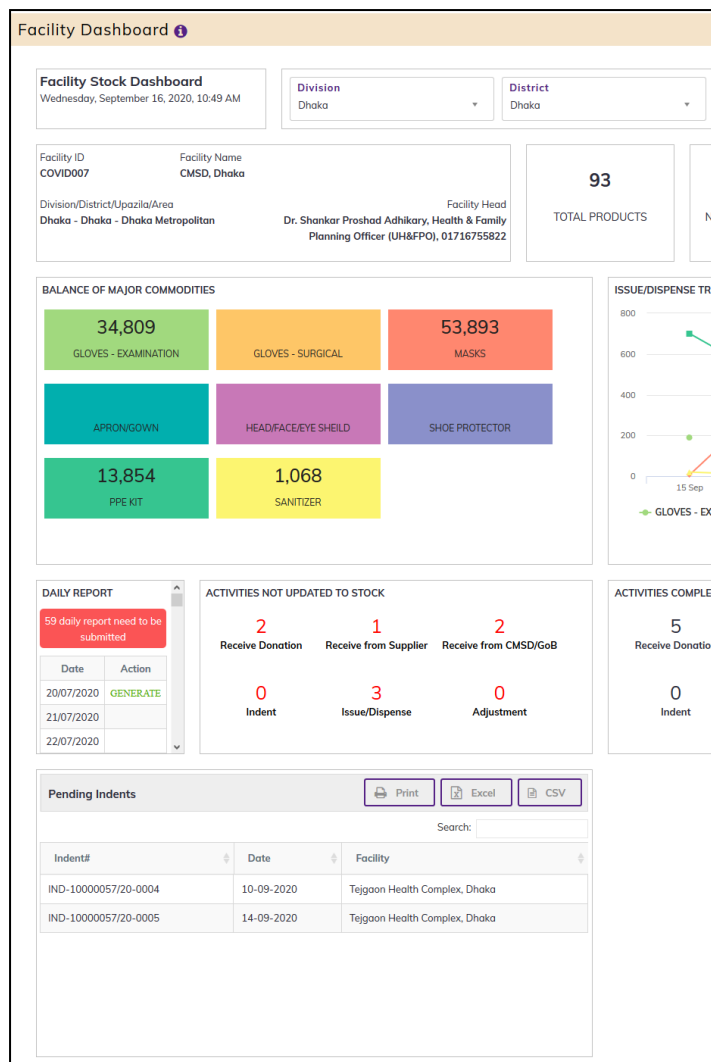 Facility Dashboard
Facility Stock Dashboard
Wednesday, September 16, 2020, 10:49 AM
Division
Dhaka
District
Dhaka
Facility ID
Facility Name
COVID007
CMSD, Dhaka
Division/District/Upazila/Area
Facility Head
Dhaka - Dhaka - Dhaka Metropolitan
Dr. Shankar Proshad Adhikary, Health & Family
Planning Officer (UH&FPO), 01716755822
93
TOTAL PRODUCTS
N
BALANCE OF MAJOR COMMODITIES
34,809
GLOVES - EXAMINATION
GLOVES - SURGICAL
53,893
MASKS
APRON/GOWN
HEAD/FACE/EYE SHEILD
SHOE PROTECTOR
13,854
PPE KIT
1,068
SANITIZER
ISSUE/DISPENSE TR
800
600
400
200
0
15 Sep
GLOVES - EX
DAILY REPORT
59 daily report need to be
submitted
Date Action
20/07/2020 GENERATE
21/07/2020
22/07/2020
ACTIVITIES NOT UPDATED TO STOCK
2
Receive Donation
1
Receive from Supplier
2
Receive from CMSD/GoB
0
Indent
3
Issue/Dispense
0
Adjustment
ACTIVITIES COMPLE
5
Receive Donatio
0
Indent
Pending Indents
Print
Excel
CSV
Search:
Indent# Date Facility
IND-10000057/20-0004 10-09-2020 Tejgaon Health Complex, Dhaka
IND-10000057/20-0005 14-09-2020 Tejgaon Health Complex, Dhaka